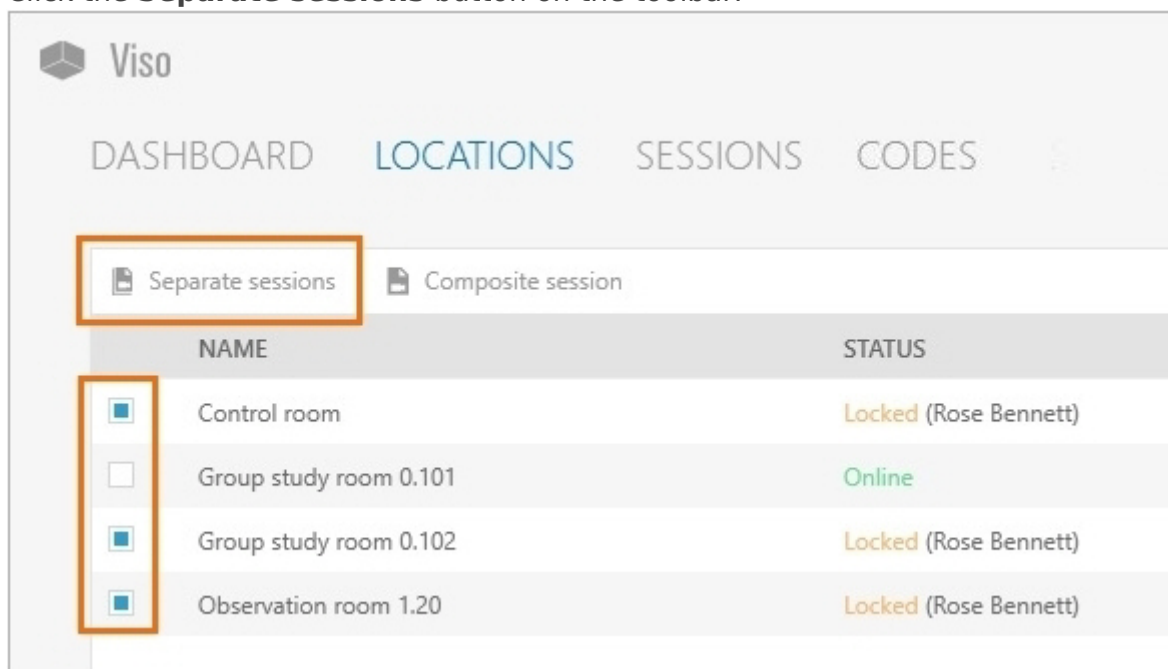 Click the Separate sessions button on the toolbar.
Viso
DASHBOARD LOCATIONS SESSIONS CODES S
Separate sessions Composite session
NAME STATUS
Control room Locked (Rose Bennett)
Group study room 0.101 Online
Group study room 0.102 Locked (Rose Bennett)
Observation room 1.20 Locked (Rose Bennett)